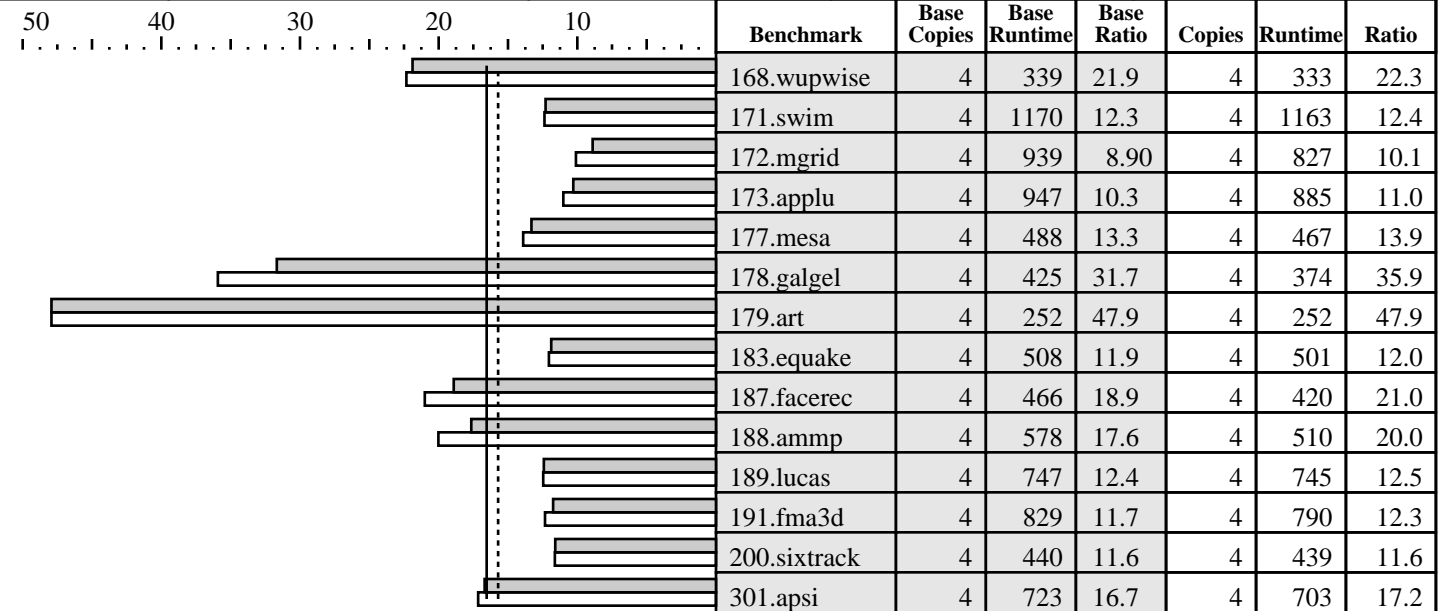 50 40 30 20 10
Benchmark Base Copies Base Runtime Base Ratio Copies Runtime Ratio
168.wupwise 4 339 21.9 4 333 22.3
171.swim 4 1170 12.3 4 1163 12.4
172.mgrid 4 939 8.90 4 827 10.1
173.applu 4 947 10.3 4 885 11.0
177.mesa 4 488 13.3 4 467 13.9
178.galgel 4 425 31.7 4 374 35.9
179.art 4 252 47.9 4 252 47.9
183.equake 4 508 11.9 4 501 12.0
187.facerec 4 466 18.9 4 420 21.0
188.ammp 4 578 17.6 4 510 20.0
189.lucas 4 747 12.4 4 745 12.5
191.fma3d 4 829 11.7 4 790 12.3
200.sixtrack 4 440 11.6 4 439 11.6
301.apsi 4 723 16.7 4 703 17.2